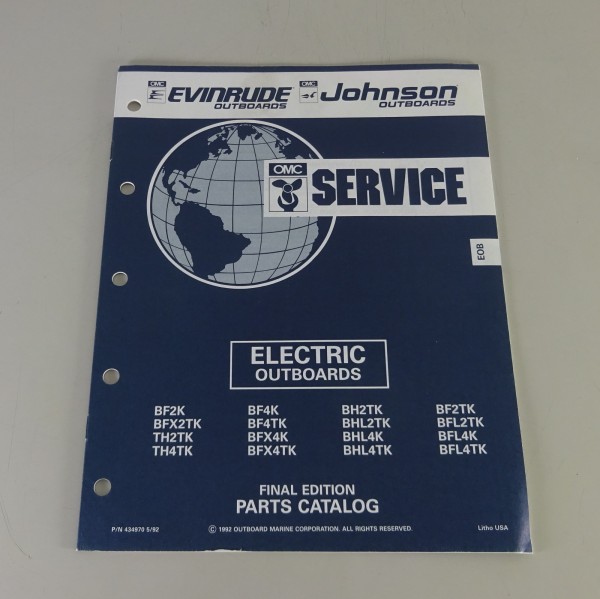 OMC EVINRUDE OUTBOARDS OMC Johnson OUTBOARDS
OMC SERVICE
EOB
ELECTRIC
OUTBOARDS
BF2K BF4K BH2TK BF2TK
BFX2TK BF4TK BHL2TK BFL2TK
TH2TK BFX4K BHL4K BFL4K
TH4TK BFX4TK BHL4TK BFL4TK
FINAL EDITION
PARTS CATALOG
P/N 434970 5/92 © 1992 OUTBOARD MARINE CORPORATION. ALL RIGHTS RESERVED. Litho USA